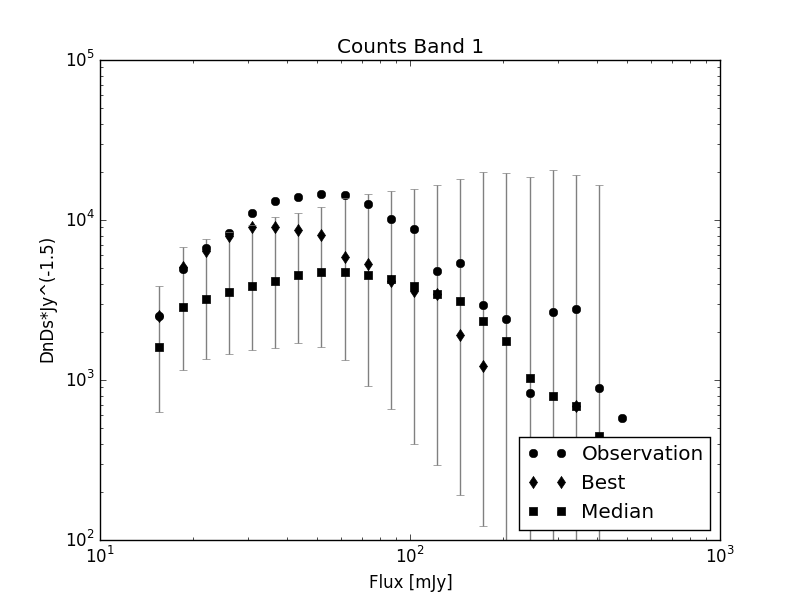 Counts Band 1
10^5
10^4
10^3
10^2
DnDs*Jy^(-1.5)
10^1
10^2
10^3
Flux [mJy]
Observation
Best
Median